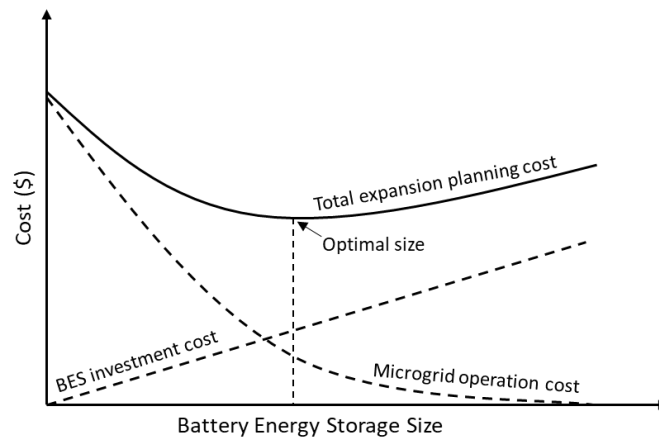 Cost ($)
Total expansion planning cost
Optimal size
BES investment cost
Microgrid operation cost
Battery Energy Storage Size